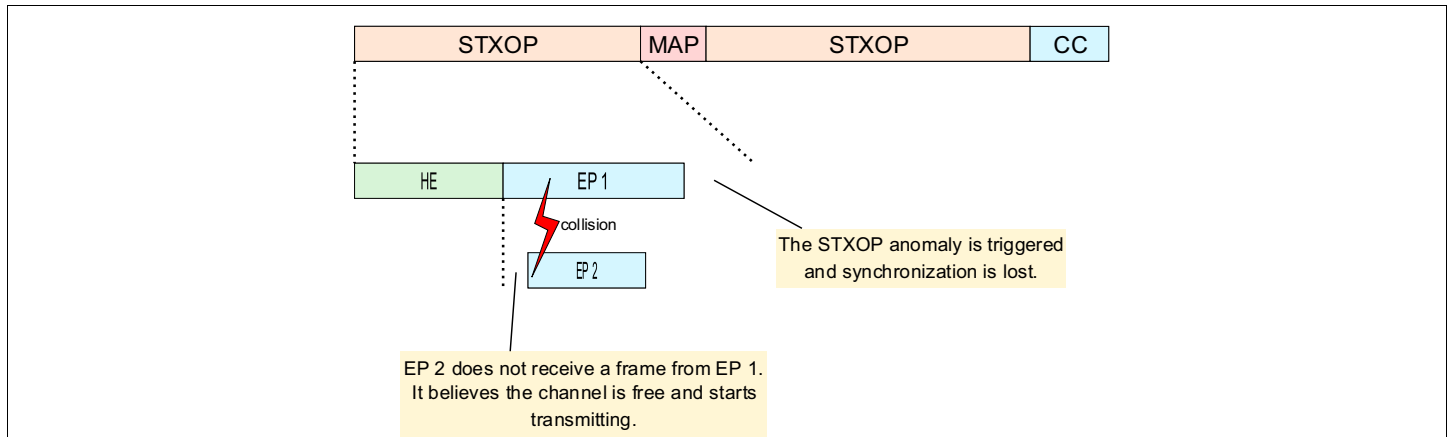 STXOP MAP STXOP CC
HE EP 1
collision
EP 2
The STXOP anomaly is triggered
and synchronization is lost.
EP 2 does not receive a frame from EP 1.
It believes the channel is free and starts
transmitting.